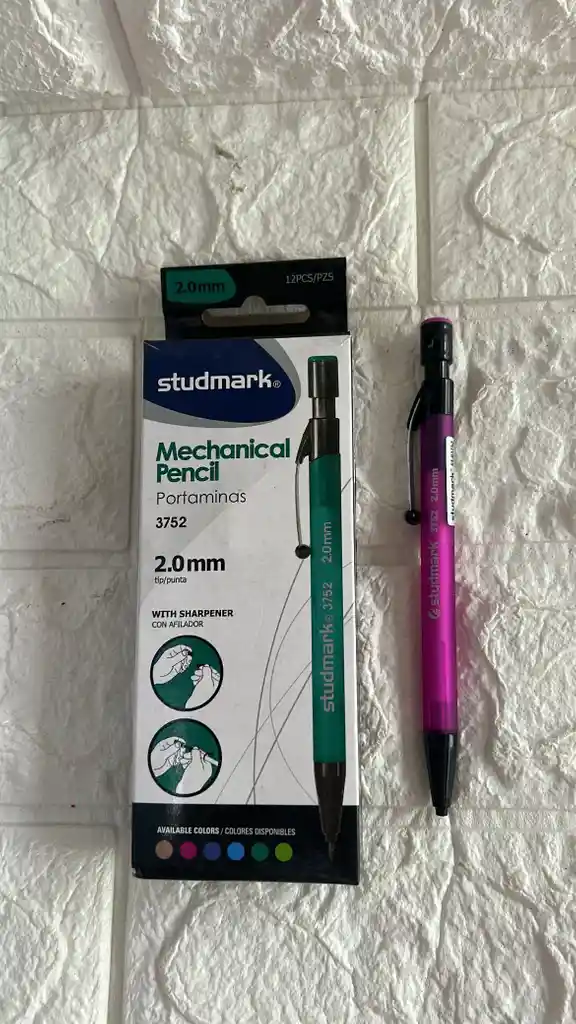 2.0mm
12PCS/PZS
studmark®
Mechanical
Pencil
Portaminas
3752
2.0mm
tip/punta
WITH SHARPENER
CON AFILADOR
studmark® 3752 2.0mm
AVAILABLE COLORS / COLORES DISPONIBLES
studmark 3752 2.0mm
studmark